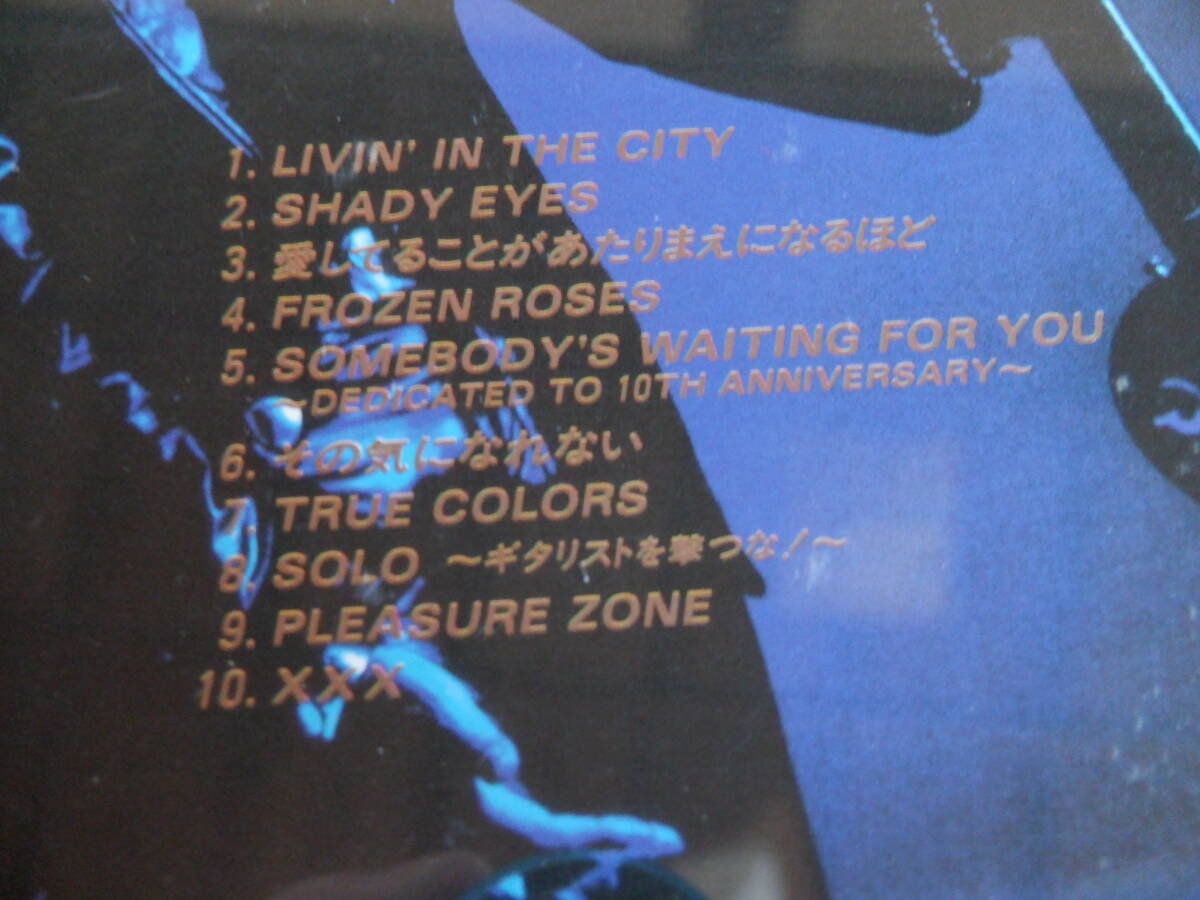 1. LIVIN' IN THE CITY
2. SHADY EYES
3. 愛してることがあたりまえになるほど
4. FROZEN ROSES
5. SOMEBODY'S WAITING FOR YOU
～DEDICATED TO 10TH ANNIVERSARY～
6. その気になれない
7. TRUE COLORS
8. SOLO ～ギタリストを撃つな！～
9. PLEASURE ZONE
10. XXX